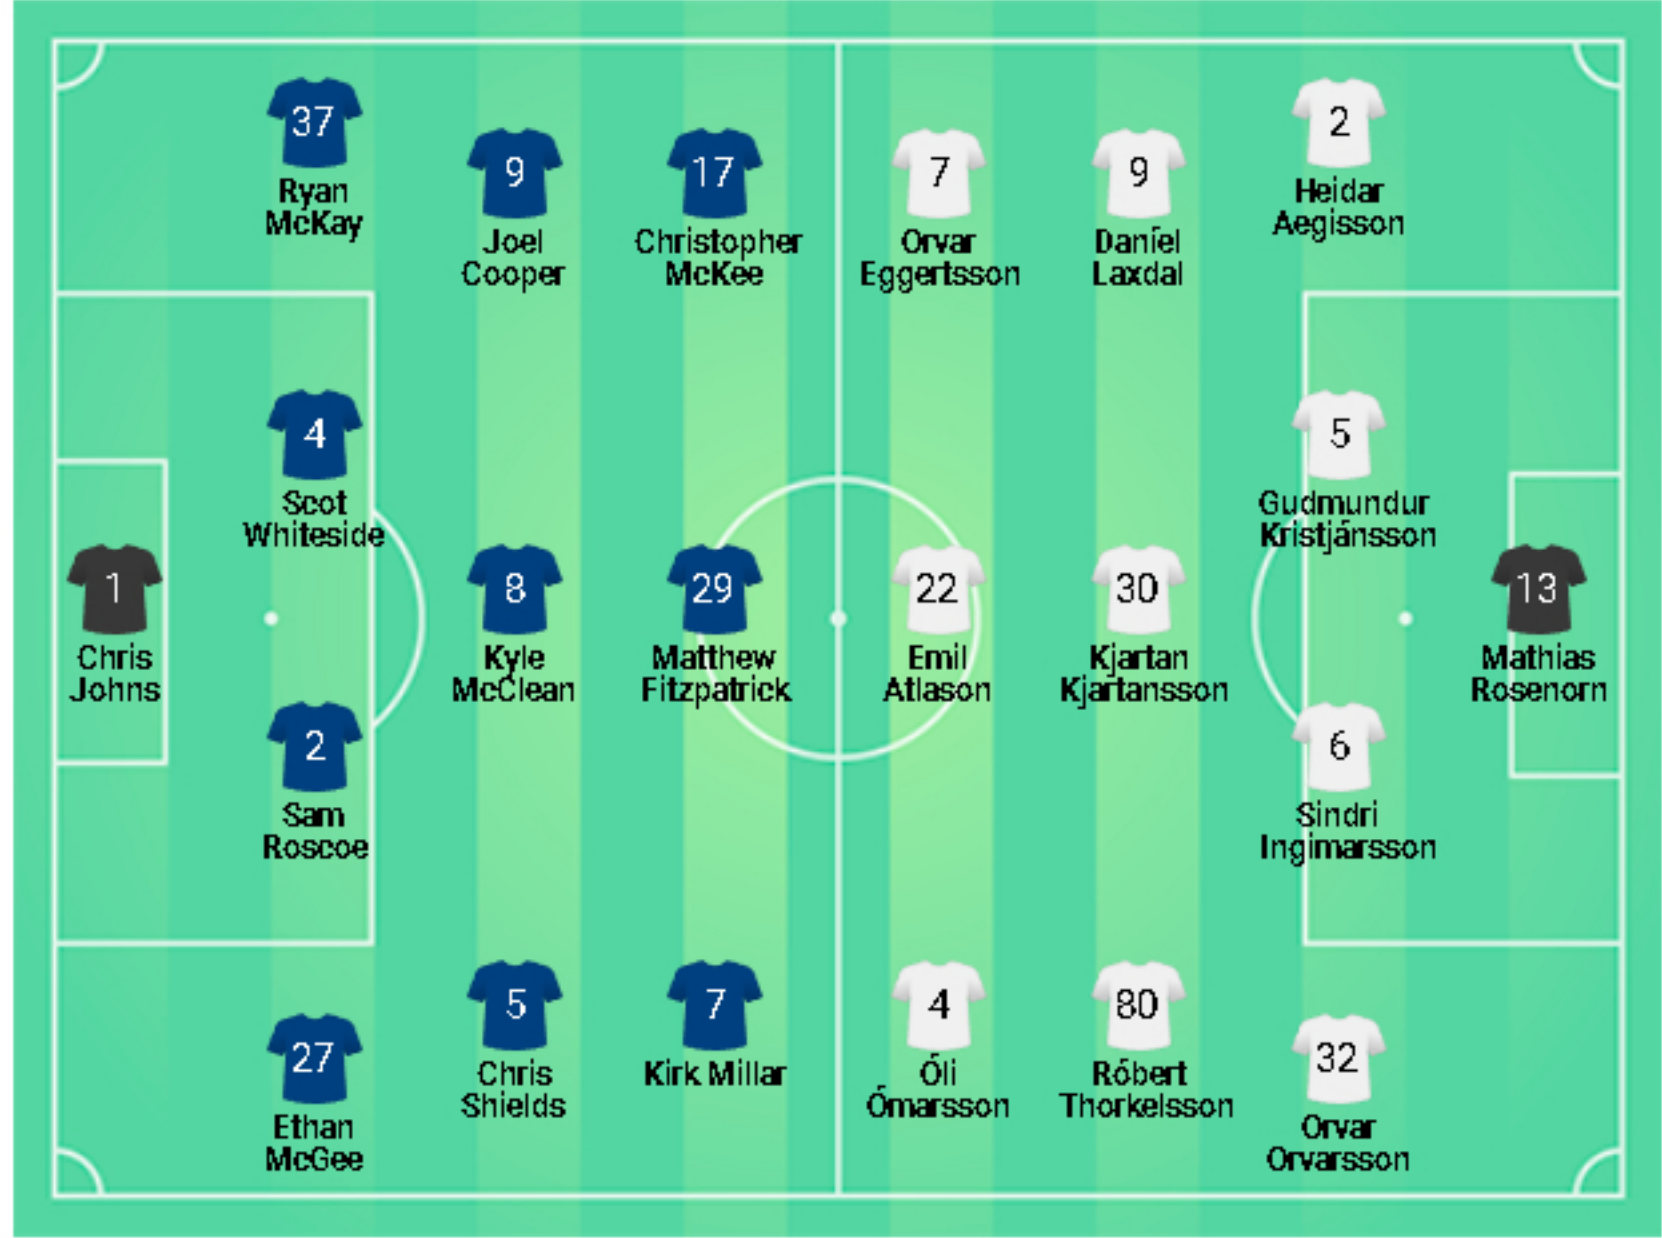 37
Ryan
McKay
9
Joel
Cooper
17
Christopher
McKee
7
Orvar
Eggertsson
9
Daníel
Laxdal
2
Heidar
Aegisson
4
Scot
Whiteside
5
Gudmundur
Kristjánsson
1
Chris
Johns
8
Kyle
McClean
29
Matthew
Fitzpatrick
22
Emil
Atlason
30
Kjartan
Kjartansson
13
Mathias
Rosenorn
2
Sam
Roscoe
6
Sindri
Ingimarsson
27
Ethan
McGee
5
Chris
Shields
7
Kirk Millar
4
Óli
Ómarsson
80
Róbert
Thorkelsson
32
Orvar
Orvarsson